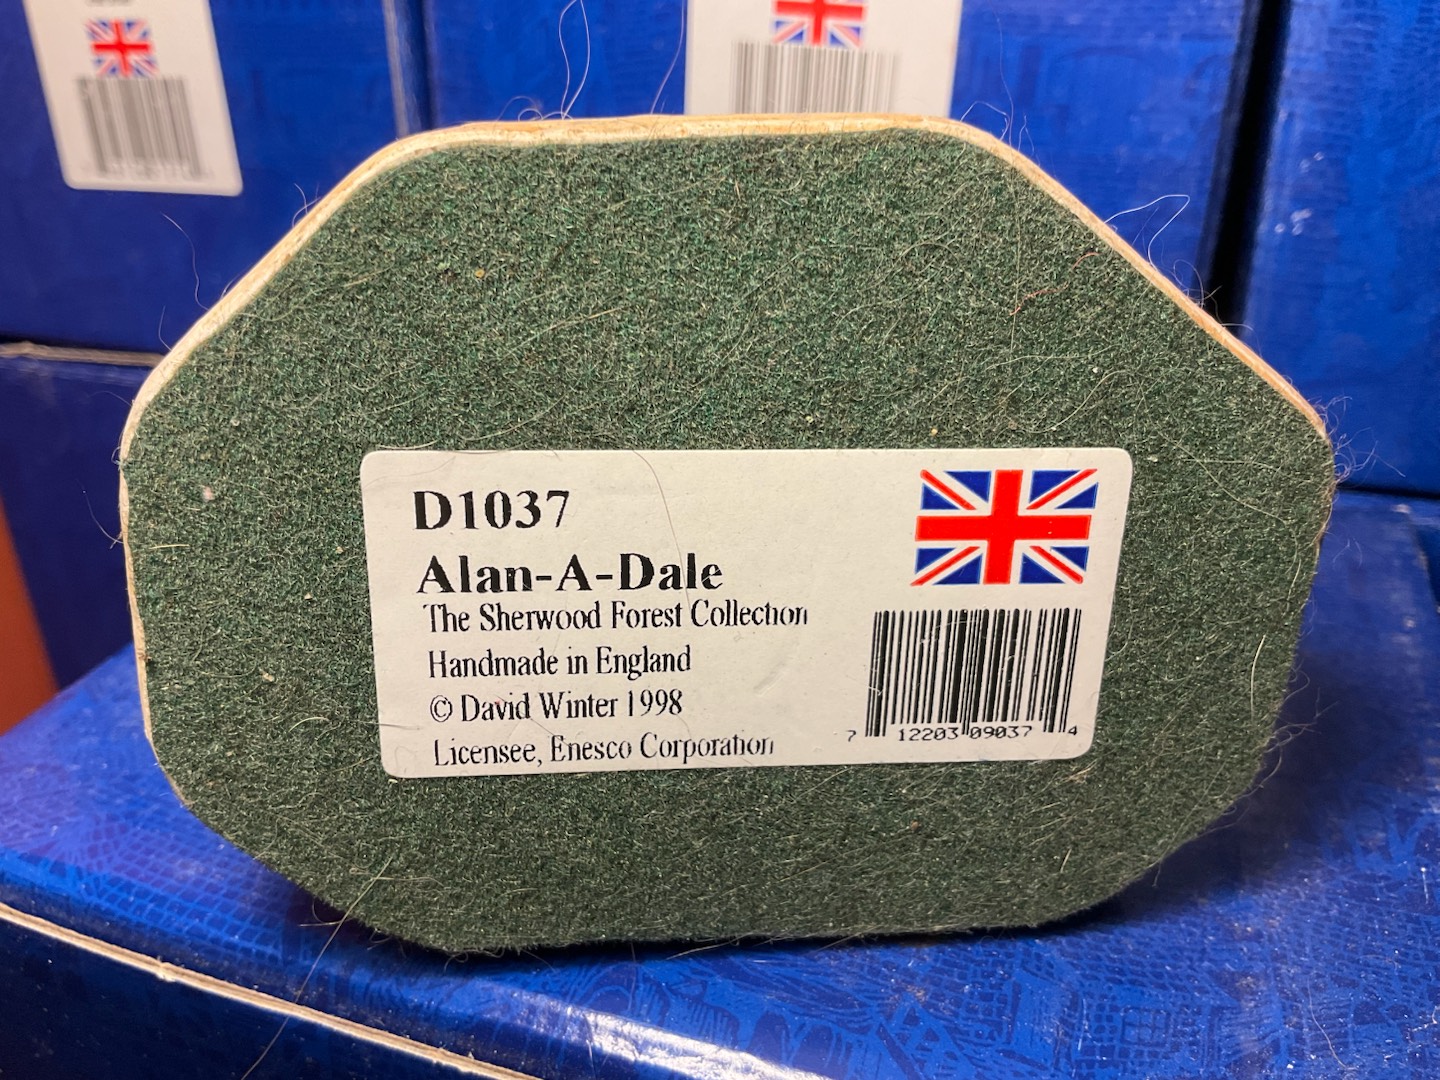 D1037
Alan-A-Dale
The Sherwood Forest Collection
Handmade in England
© David Winter 1998
Licensee, Enesco Corporation
7 12203 09037 4